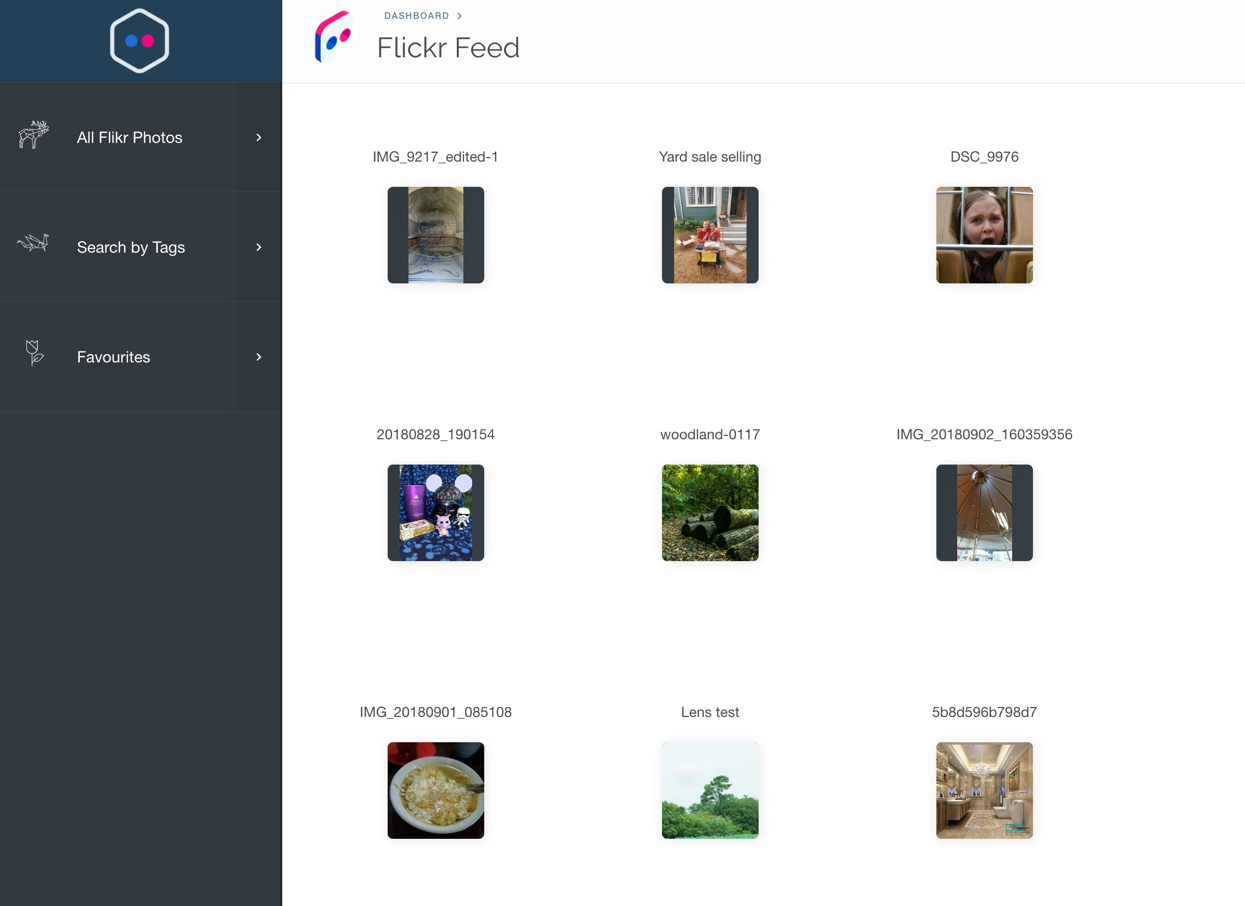 DASHBOARD
Flickr Feed
All Flikr Photos
Search by Tags
Favourites
IMG_9217_edited-1
Yard sale selling
DSC_9976
20180828_190154
woodland-0117
IMG_20180902_160359356
IMG_20180901_085108
Lens test
5b8d596b798d7